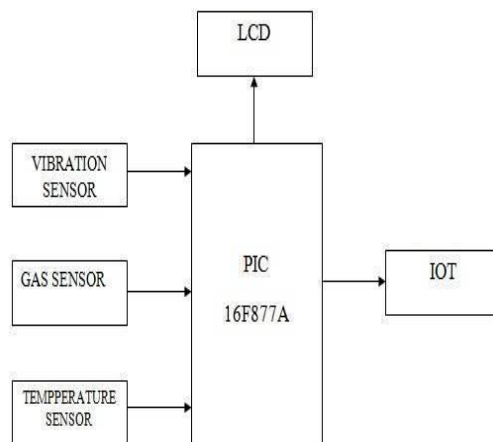 LCD
VIBRATION
SENSOR
GAS SENSOR
TEMPPERATURE
SENSOR
PIC
16F877A
IOT